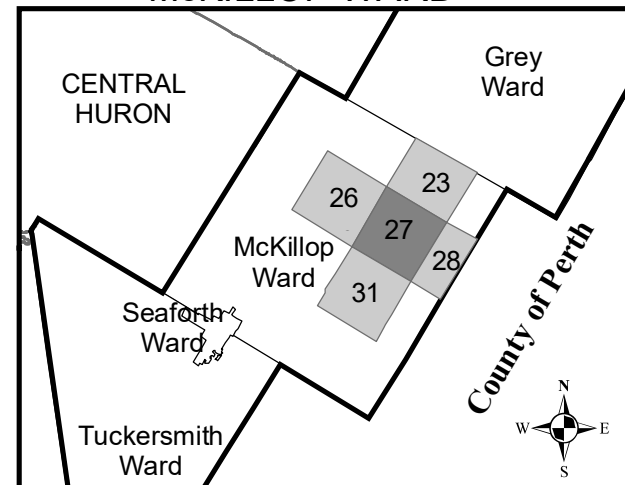 CENTRAL
HURON
Grey
Ward
23
26
27
28
31
McKillop
Ward
Seaforth
Ward
Tuckersmith
Ward
County of Perth
N
W
E
S